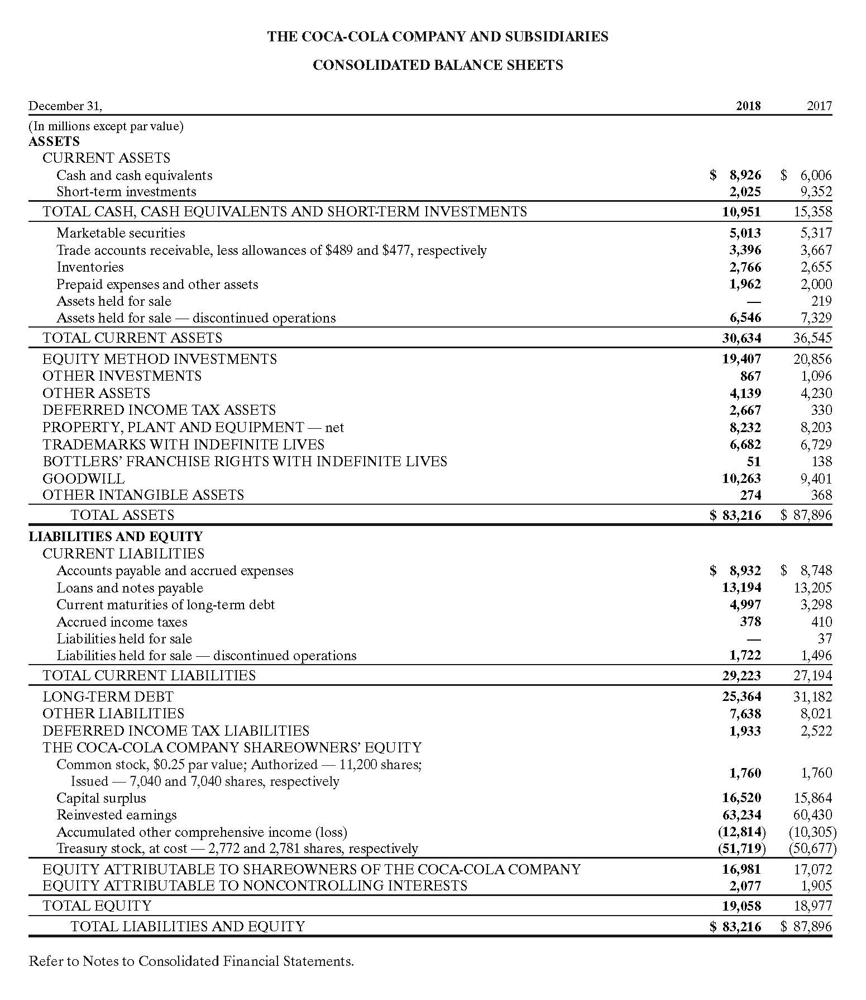 THE COCA-COLA COMPANY AND SUBSIDIARIES
CONSOLIDATED BALANCE SHEETS
December 31, 2018 2017
(In millions except par value)
ASSETS
CURRENT ASSETS
Cash and cash equivalents $ 8,926 $ 6,006
Short-term investments 2,025 9,352
TOTAL CASH, CASH EQUIVALENTS AND SHORT-TERM INVESTMENTS 10,951 15,358
Marketable securities 5,013 5,317
Trade accounts receivable, less allowances of $489 and $477, respectively 3,396 3,667
Inventories 2,766 2,655
Prepaid expenses and other assets 1,962 2,000
Assets held for sale — 219
Assets held for sale — discontinued operations 6,546 7,329
TOTAL CURRENT ASSETS 30,634 36,545
EQUITY METHOD INVESTMENTS 19,407 20,856
OTHER INVESTMENTS 867 1,096
OTHER ASSETS 4,139 4,230
DEFERRED INCOME TAX ASSETS 2,667 330
PROPERTY, PLANT AND EQUIPMENT — net 8,232 8,203
TRADEMARKS WITH INDEFINITE LIVES 6,682 6,729
BOTTLERS’ FRANCHISE RIGHTS WITH INDEFINITE LIVES 51 138
GOODWILL 10,263 9,401
OTHER INTANGIBLE ASSETS 274 368
TOTAL ASSETS $ 83,216 $ 87,896
LIABILITIES AND EQUITY
CURRENT LIABILITIES
Accounts payable and accrued expenses $ 8,932 $ 8,748
Loans and notes payable 13,194 13,205
Current maturities of long-term debt 4,997 3,298
Accrued income taxes 378 410
Liabilities held for sale — 37
Liabilities held for sale — discontinued operations 1,722 1,496
TOTAL CURRENT LIABILITIES 29,223 27,194
LONG-TERM DEBT 25,364 31,182
OTHER LIABILITIES 7,638 8,021
DEFERRED INCOME TAX LIABILITIES 1,933 2,522
THE COCA-COLA COMPANY SHAREOWNERS’ EQUITY
Common stock, $0.25 par value; Authorized — 11,200 shares;
Issued — 7,040 and 7,040 shares, respectively 1,760 1,760
Capital surplus 16,520 15,864
Reinvested earnings 63,234 60,430
Accumulated other comprehensive income (loss) (12,814) (10,305)
Treasury stock, at cost — 2,772 and 2,781 shares, respectively (51,719) (50,677)
EQUITY ATTRIBUTABLE TO SHAREOWNERS OF THE COCA-COLA COMPANY 16,981 17,072
EQUITY ATTRIBUTABLE TO NONCONTROLLING INTERESTS 2,077 1,905
TOTAL EQUITY 19,058 18,977
TOTAL LIABILITIES AND EQUITY $ 83,216 $ 87,896
Refer to Notes to Consolidated Financial Statements.